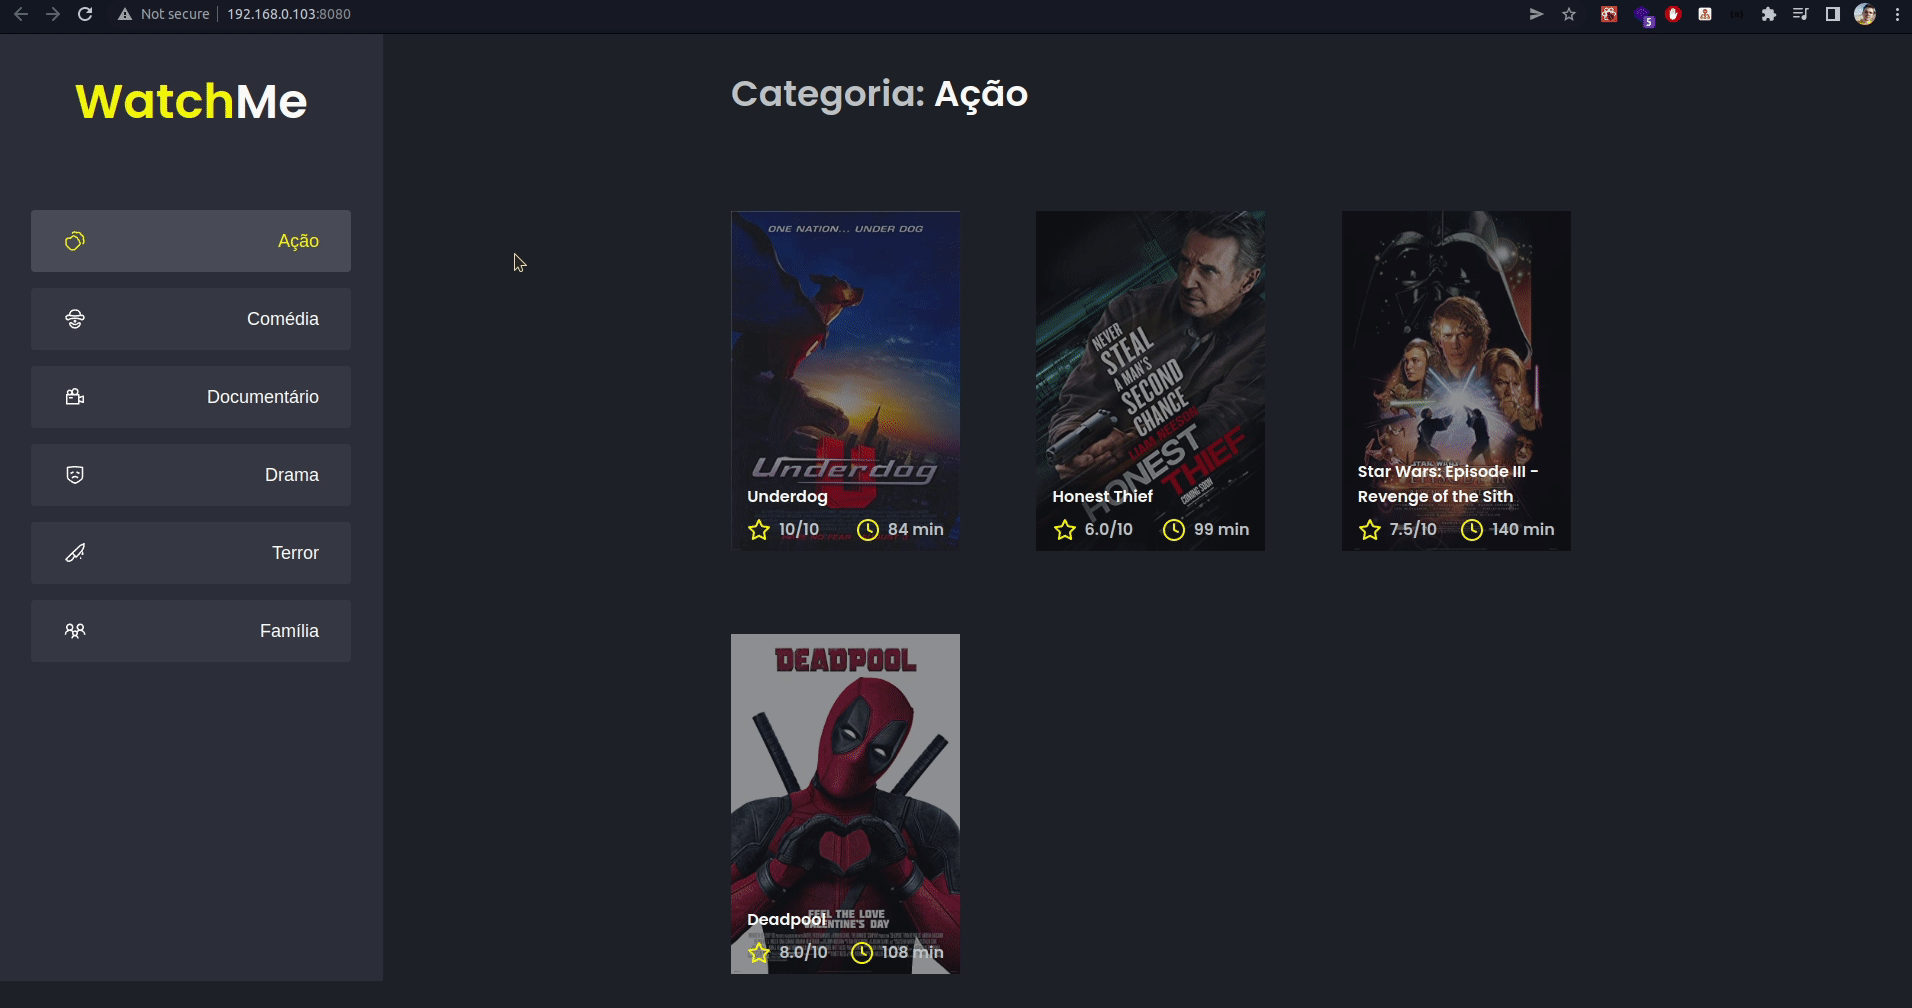 Not secure
192.168.0.103:8080
5
WatchMe
Ação
Comédia
Documentário
Drama
Terror
Família
Categoria: Ação
ONE NATION... UNDER DOG
Underdog
Underdog
10/10
84 min
NEVER
STEAL
A MAN'S
SECOND
CHANCE
LIAM NEESON
HONEST
THIEF
COMING SOON
Honest Thief
6.0/10
99 min
Star Wars: Episode III -
Revenge of the Sith
7.5/10
140 min
DEADPOOL
FEEL THE LOVE
VALENTINE'S DAY
Deadpool
8.0/10
108 min